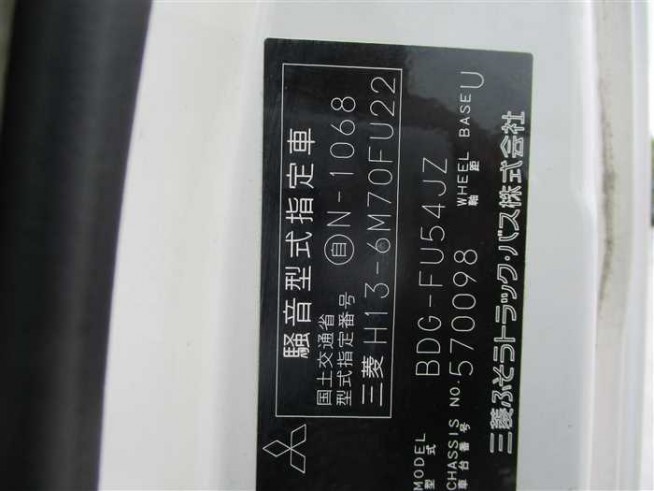 騒音型式指定車
国土交通省
型式指定番号 自N-1068
三菱 H13-6M70FU22
MODEL
型式 BDG-FU54JZ
CHASSIS NO. 570098 WHEEL BASE U
車台番号 軸距
三菱ふそうトラック・バス株式会社